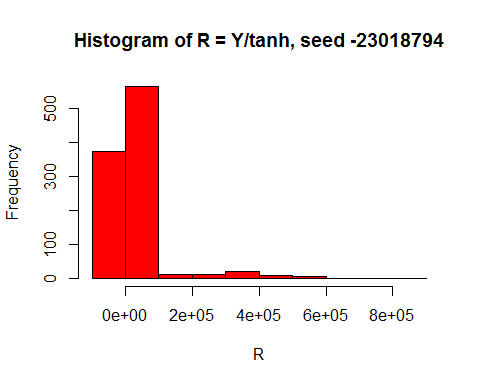 Histogram of R = Y/tanh, seed -23018794
Frequency
500
300
100
0
0e+00 2e+05 4e+05 6e+05 8e+05
R